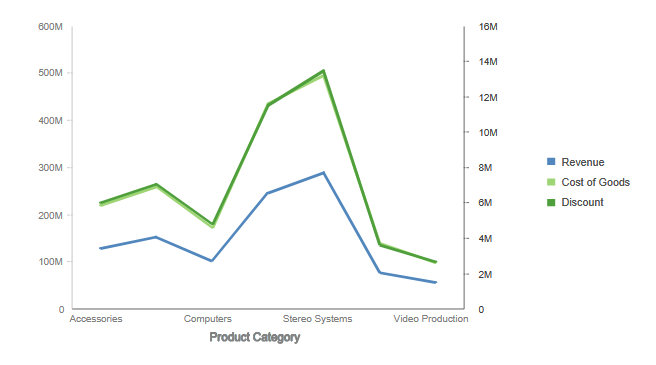 600M
500M
400M
300M
200M
100M
0
16M
14M
12M
10M
8M
6M
4M
2M
0
Accessories Computers Stereo Systems Video Production
Product Category
Revenue
Cost of Goods
Discount